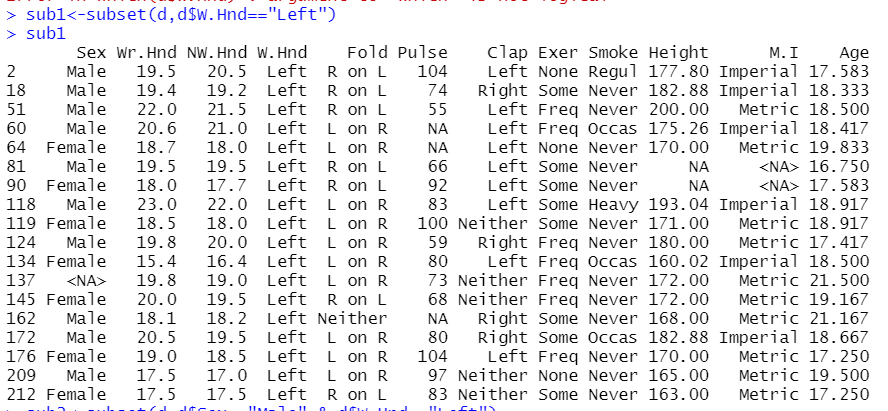 > sub1<-subset(d,d$W.Hnd=="Left")
> sub1
Sex Wr.Hnd NW.Hnd W.Hnd Fold Pulse Clap Exer Smoke Height M.I Age
2 Male 19.5 20.5 Left R on L 104 Left None Regul 177.80 Imperial 17.583
18 Male 19.4 19.2 Left R on L 74 Right Some Never 182.88 Imperial 18.333
51 Male 22.0 21.5 Left R on L 55 Left Freq Never 200.00 Metric 18.500
60 Male 20.6 21.0 Left L on R NA Left Freq Occas 175.26 Imperial 18.417
64 Female 18.7 18.0 Left L on R NA Left None Never 170.00 Metric 19.833
81 Male 19.5 19.5 Left R on L 66 Left Some Never NA <NA> 16.750
90 Female 18.0 17.7 Left R on L 92 Left Some Never NA <NA> 17.583
118 Male 23.0 22.0 Left L on R 83 Left Some Heavy 193.04 Imperial 18.917
119 Female 18.5 18.0 Left L on R 100 Neither Some Never 171.00 Metric 18.917
124 Male 19.8 20.0 Left L on R 59 Right Freq Never 180.00 Metric 17.417
134 Female 15.4 16.4 Left L on R 80 Left Freq Occas 160.02 Imperial 18.500
137 <NA> 19.8 19.0 Left L on R 73 Neither Freq Never 172.00 Metric 21.500
145 Female 20.0 19.5 Left R on L 68 Neither Freq Never 172.00 Metric 19.167
162 Male 18.1 18.2 Left Neither NA Right Some Never 168.00 Metric 21.167
172 Male 20.5 19.5 Left L on R 80 Right Some Occas 182.88 Imperial 18.667
176 Female 19.0 18.5 Left L on R 104 Left Freq Never 170.00 Metric 17.250
209 Male 17.5 17.0 Left L on R 97 Neither None Never 165.00 Metric 19.500
212 Female 17.5 17.5 Left R on L 83 Neither Some Never 163.00 Metric 17.250